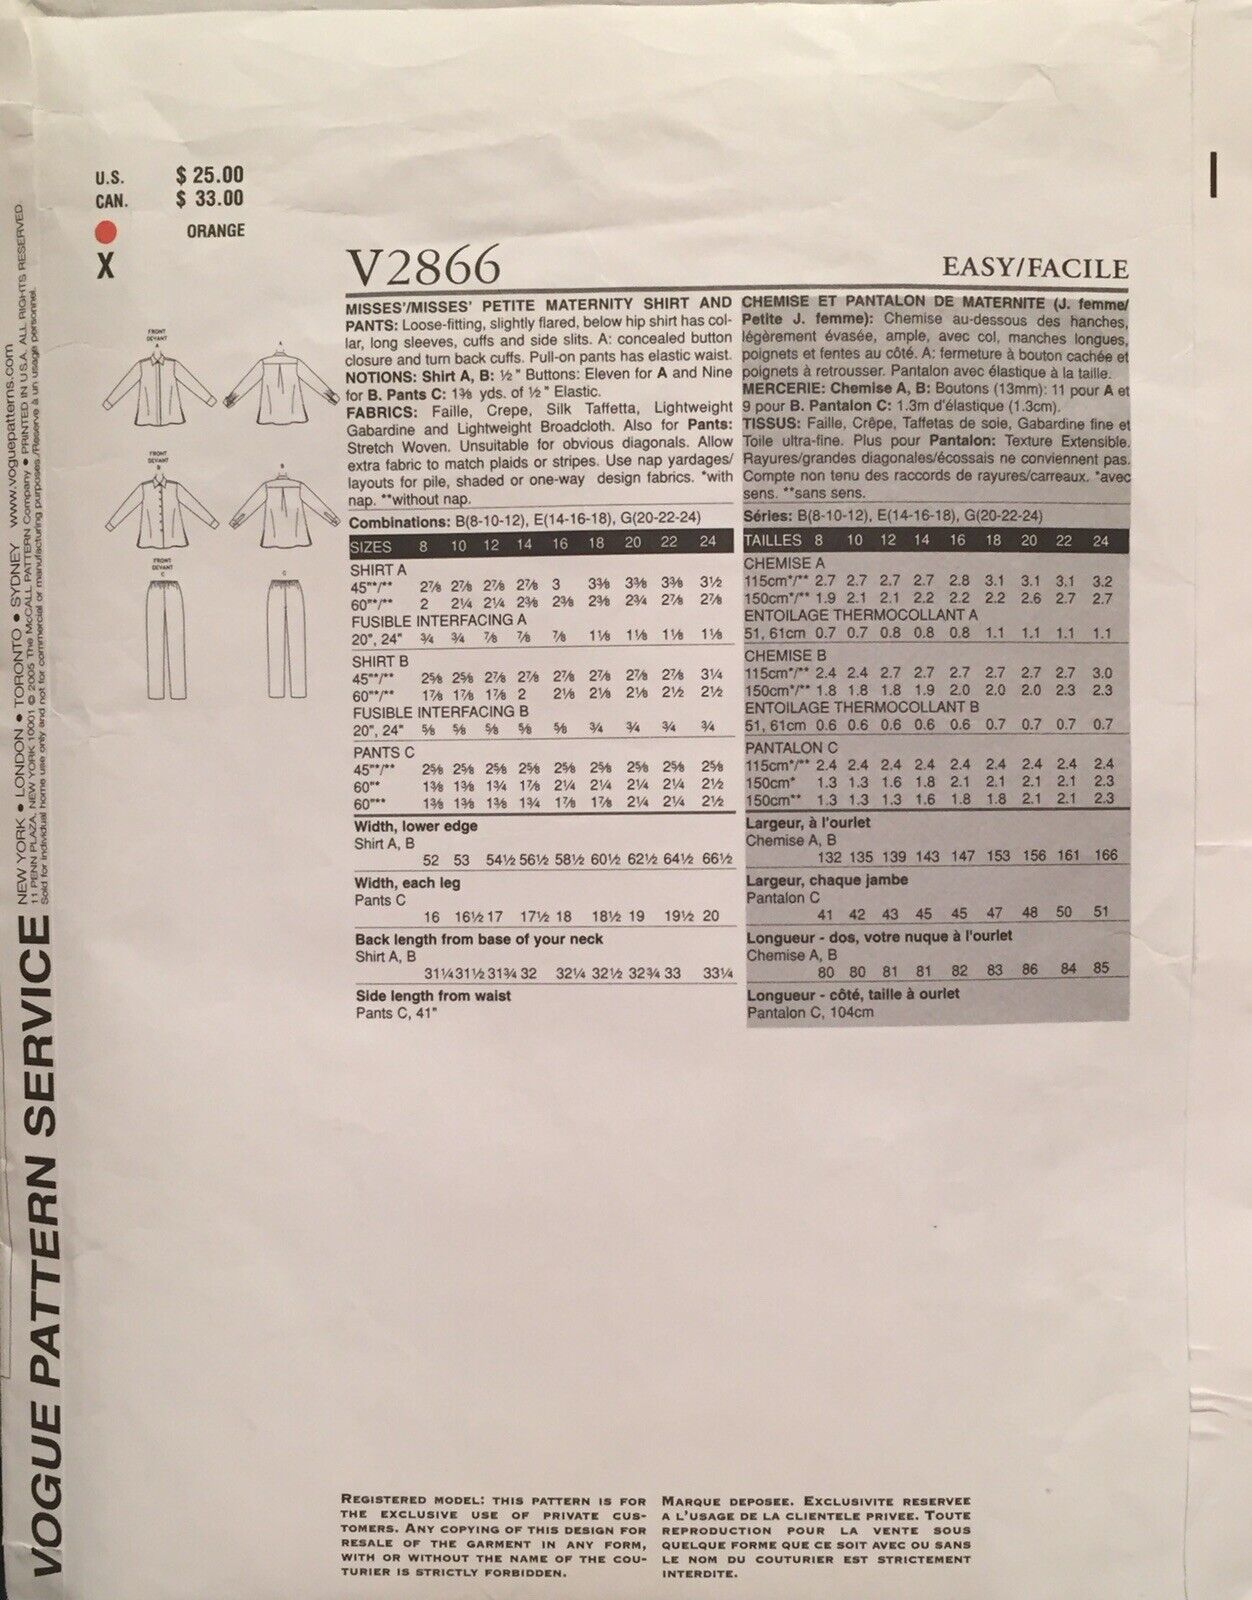 U.S. $ 25.00
CAN. $ 33.00
ORANGE
X
V2866
EASY/FACILE
MISSES'/MISSES' PETITE MATERNITY SHIRT AND
PANTS: Loose-fitting, slightly flared, below hip shirt has col-
lar, long sleeves, cuffs and side slits. A: concealed button
closure and turn back cuffs. Pull-on pants has elastic waist.
NOTIONS: Shirt A, B: ½" Buttons: Eleven for A and Nine
for B. Pants C: 1⅜ yds. of ½" Elastic.
FABRICS: Faille, Crepe, Silk Taffetta, Lightweight
Gabardine and Lightweight Broadcloth. Also for Pants:
Stretch Woven. Unsuitable for obvious diagonals. Allow
extra fabric to match plaids or stripes. Use nap yardages/
layouts for pile, shaded or one-way design fabrics. *with
nap. **without nap.
Combinations: B(8-10-12), E(14-16-18), G(20-22-24)
SIZES 8 10 12 14 16 18 20 22 24
SHIRT A
45"*/** 2⅞ 2⅞ 2⅞ 2⅞ 3 3⅜ 3⅜ 3⅜ 3½
60"*/** 2 2¼ 2¼ 2⅜ 2⅜ 2⅜ 2¾ 2⅞ 2⅞
FUSIBLE INTERFACING A
20", 24" ¾ ¾ ⅞ ⅞ ⅞ 1⅛ 1⅛ 1⅛ 1⅛
SHIRT B
45"*/** 2⅝ 2⅝ 2⅞ 2⅞ 2⅞ 2⅞ 2⅞ 2⅞ 3¼
60"*/** 1⅞ 1⅞ 1⅞ 2 2⅛ 2⅛ 2⅛ 2½ 2½
FUSIBLE INTERFACING B
20", 24" ⅝ ⅝ ⅝ ⅝ ⅝ ¾ ¾ ¾ ¾
PANTS C
45"*/** 2⅝ 2⅝ 2⅝ 2⅝ 2⅝ 2⅝ 2⅝ 2⅝ 2⅝
60"* 1⅜ 1⅜ 1¾ 1⅞ 2¼ 2¼ 2¼ 2¼ 2½
60"** 1⅜ 1⅜ 1⅜ 1¾ 1⅞ 1⅞ 2¼ 2¼ 2½
Width, lower edge
Shirt A, B
52 53 54½ 56½ 58½ 60½ 62½ 64½ 66½
Width, each leg
Pants C
16 16½ 17 17½ 18 18½ 19 19½ 20
Back length from base of your neck
Shirt A, B
31¼ 31½ 31¾ 32 32¼ 32½ 32¾ 33 33¼
Side length from waist
Pants C, 41"
CHEMISE ET PANTALON DE MATERNITE (J. femme/
Petite J. femme): Chemise au-dessous des hanches,
légèrement évasée, ample, avec col, manches longues,
poignets et fentes au côté. A: fermeture à bouton cachée et
poignets à retrousser. Pantalon avec élastique à la taille.
MERCERIE: Chemise A, B: Boutons (13mm): 11 pour A et
9 pour B. Pantalon C: 1.3m d'élastique (1.3cm).
TISSUS: Faille, Crêpe, Taffetas de soie, Gabardine fine et
Toile ultra-fine. Plus pour Pantalon: Texture Extensible.
Rayures/grandes diagonales/écossais ne conviennent pas.
Compte non tenu des raccords de rayures/carreaux. *avec
sens. **sans sens.
Séries: B(8-10-12), E(14-16-18), G(20-22-24)
TAILLES 8 10 12 14 16 18 20 22 24
CHEMISE A
115cm*/** 2.7 2.7 2.7 2.7 2.8 3.1 3.1 3.1 3.2
150cm*/** 1.9 2.1 2.1 2.2 2.2 2.2 2.6 2.7 2.7
ENTOILAGE THERMOCOLLANT A
51, 61cm 0.7 0.7 0.8 0.8 0.8 1.1 1.1 1.1 1.1
CHEMISE B
115cm*/** 2.4 2.4 2.7 2.7 2.7 2.7 2.7 2.7 3.0
150cm*/** 1.8 1.8 1.8 1.9 2.0 2.0 2.0 2.3 2.3
ENTOILAGE THERMOCOLLANT B
51, 61cm 0.6 0.6 0.6 0.6 0.6 0.7 0.7 0.7 0.7
PANTALON C
115cm*/** 2.4 2.4 2.4 2.4 2.4 2.4 2.4 2.4 2.4
150cm* 1.3 1.3 1.6 1.8 2.1 2.1 2.1 2.1 2.3
150cm** 1.3 1.3 1.3 1.6 1.8 1.8 2.1 2.1 2.3
Largeur, à l'ourlet
Chemise A, B
132 135 139 143 147 153 156 161 166
Largeur, chaque jambe
Pantalon C
41 42 43 45 45 47 48 50 51
Longueur - dos, votre nuque à l'ourlet
Chemise A, B
80 80 81 81 82 83 86 84 85
Longueur - côté, taille à ourlet
Pantalon C, 104cm
FRONT
DEVANT
A
A
FRONT
DEVANT
B
B
FRONT
DEVANT
C
C
VOGUE PATTERN SERVICE
NEW YORK • LONDON • TORONTO • SYDNEY www.voguepatterns.com
11 PENN PLAZA, NEW YORK 10001 © 2005 The McCALL PATTERN Company • PRINTED IN U.S.A. ALL RIGHTS RESERVED
Sold for individual home use only and not for commercial or manufacturing purposes./Réservé à un usage personnel.
REGISTERED MODEL: THIS PATTERN IS FOR
THE EXCLUSIVE USE OF PRIVATE CUS-
TOMERS. ANY COPYING OF THIS DESIGN FOR
RESALE OF THE GARMENT IN ANY FORM,
WITH OR WITHOUT THE NAME OF THE COU-
TURIER IS STRICTLY FORBIDDEN.
MARQUE DEPOSEE. EXCLUSIVITE RESERVEE
A L'USAGE DE LA CLIENTELE PRIVEE. TOUTE
REPRODUCTION POUR LA VENTE SOUS
QUELQUE FORME QUE CE SOIT AVEC OU SANS
LE NOM DU COUTURIER EST STRICTEMENT
INTERDITE.